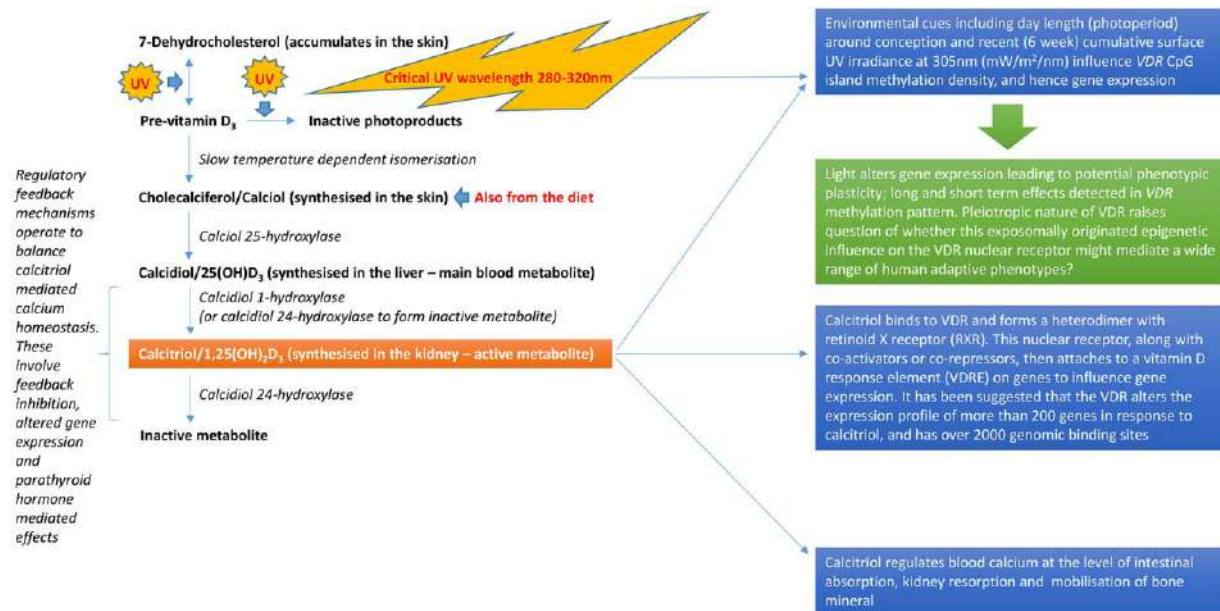 7-Dehydrocholesterol (accumulates in the skin)
UV
UV
Critical UV wavelength 280-320nm
Pre-vitamin D₃
Inactive photoproducts
Slow temperature dependent isomerisation
Cholecalciferol/Calciol (synthesised in the skin)
Also from the diet
Calciol 25-hydroxylase
Calcidiol/25(OH)D₃ (synthesised in the liver – main blood metabolite)
Calcidiol 1-hydroxylase
(or calcidiol 24-hydroxylase to form inactive metabolite)
Calcitriol/1,25(OH)₂D₃ (synthesised in the kidney – active metabolite)
Calcidiol 24-hydroxylase
Inactive metabolite
Regulatory
feedback
mechanisms
operate to
balance
calcitriol
mediated
calcium
homeostasis.
These
involve
feedback
inhibition,
altered gene
expression
and
parathyroid
hormone
mediated
effects
Environmental cues including day length (photoperiod)
around conception and recent (6 week) cumulative surface
UV irradiance at 305nm (mW/m²/nm) influence VDR CpG
island methylation density, and hence gene expression
Light alters gene expression leading to potential phenotypic
plasticity; long and short term effects detected in VDR
methylation pattern. Pleiotropic nature of VDR raises
question of whether this exposomally originated epigenetic
influence on the VDR nuclear receptor might mediate a wide
range of human adaptive phenotypes?
Calcitriol binds to VDR and forms a heterodimer with
retinoid X receptor (RXR). This nuclear receptor, along with
co-activators or co-repressors, then attaches to a vitamin D
response element (VDRE) on genes to influence gene
expression. It has been suggested that the VDR alters the
expression profile of more than 200 genes in response to
calcitriol, and has over 2000 genomic binding sites
Calcitriol regulates blood calcium at the level of intestinal
absorption, kidney resorption and mobilisation of bone
mineral